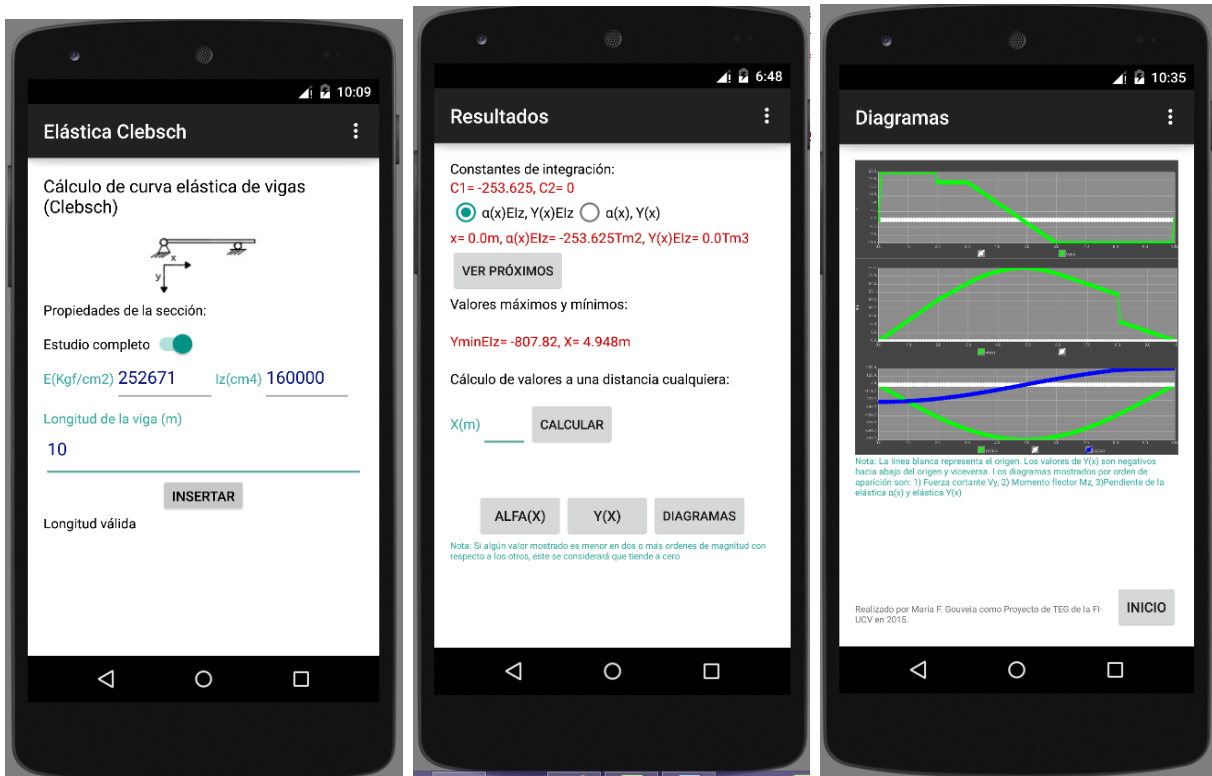 10:09
Elástica Clebsch
Cálculo de curva elástica de vigas
(Clebsch)
x
y
Propiedades de la sección:
Estudio completo
E(Kgf/cm2) 252671 Iz(cm4) 160000
Longitud de la viga (m)
10
INSERTAR
Longitud válida
6:48
Resultados
Constantes de integración:
C1= -253.625, C2= 0
α(x)EIz, Y(x)EIz α(x), Y(x)
x= 0.0m, α(x)EIz= -253.625Tm2, Y(x)EIz= 0.0Tm3
VER PRÓXIMOS
Valores máximos y mínimos:
YminEIz= -807.82, X= 4.948m
Cálculo de valores a una distancia cualquiera:
X(m) CALCULAR
ALFA(X) Y(X) DIAGRAMAS
Nota: Si algún valor mostrado es menor en dos o más ordenes de magnitud con
respecto a los otros, este se considerará que tiende a cero
10:35
Diagramas
Nota: La linea blanca representa el origen. Los valores de Y(x) son negativos
hacia abajo del origen y viceversa. Los diagramas mostrados por orden de
aparición son: 1) Fuerza cortante Vy, 2) Momento flector Mz, 3)Pendiente de la
elástica α(x) y elástica Y(x)
Realizado por María F. Gouveia como Proyecto de TEG de la FI-
UCV en 2015.
INICIO